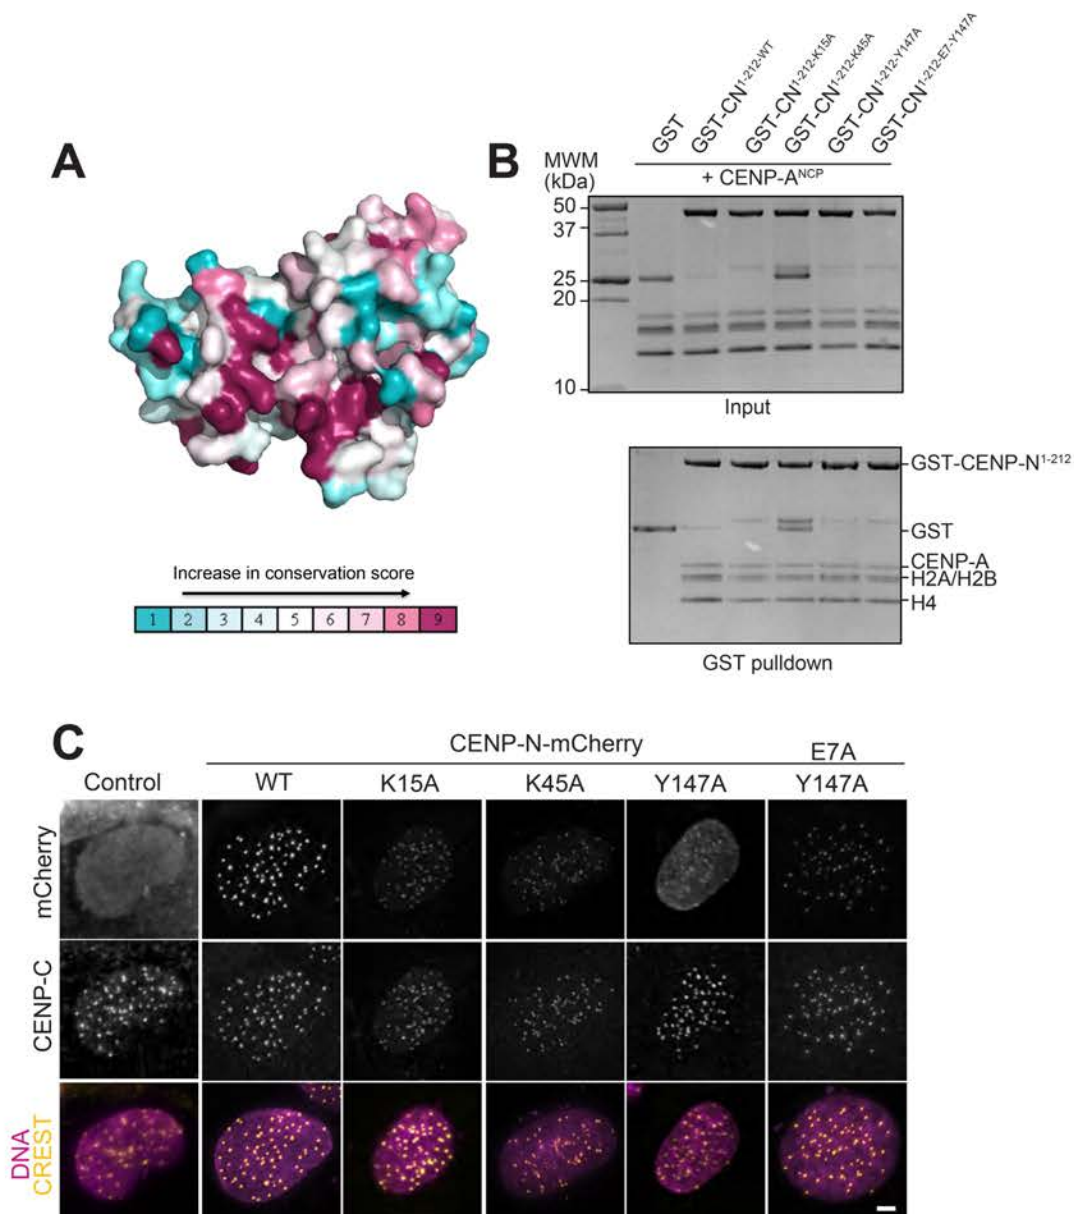 A
Increase in conservation score
1 2 3 4 5 6 7 8 9
B
GST
GST-CN1-212-WT
GST-CN1-212-K15A
GST-CN1-212-K45A
GST-CN1-212-Y147A
GST-CN1-212-E7-Y147A
MWM
(kDa)
+ CENP-ANCP
50
37
25
20
10
Input
GST-CENP-N1-212
GST
CENP-A
H2A/H2B
H4
GST pulldown
C
CENP-N-mCherry
E7A
Control WT K15A K45A Y147A Y147A
mCherry
CENP-C
DNA
CREST